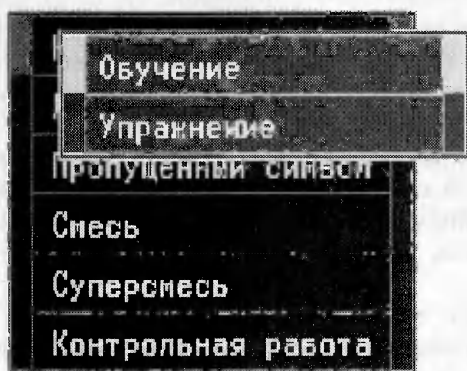 Обучение
Упражнение
Пропущенный символ
Смесь
Суперсмесь
Контрольная работа